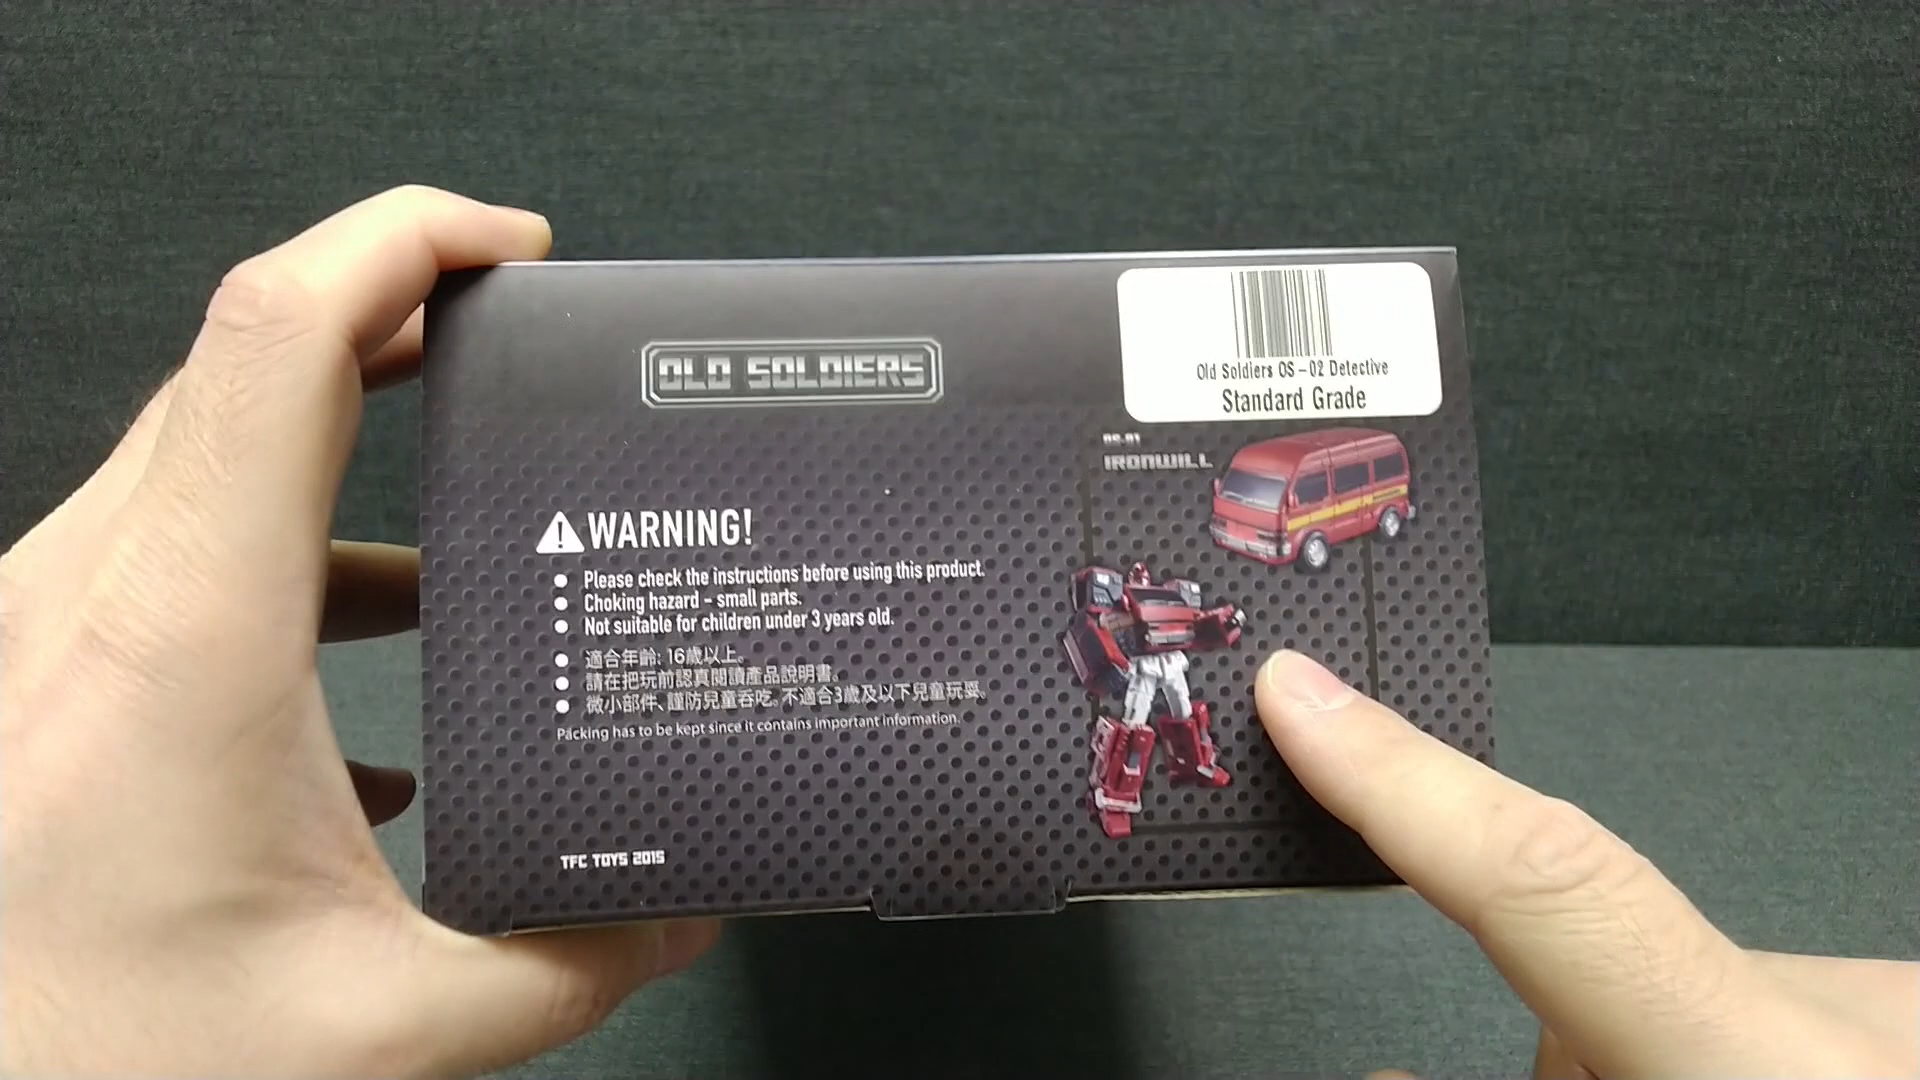 OLD SOLDIERS
Old Soldiers OS-02 Detective
Standard Grade
OS-01
IRONWILL
WARNING!
Please check the instructions before using this product.
Choking hazard - small parts.
Not suitable for children under 3 years old.
適合年齡: 16歲以上。
請在把玩前認真閱讀產品說明書。
微小部件、謹防兒童吞吃。不適合3歲及以下兒童玩耍。
Packing has to be kept since it contains important information.
TFC TOYS 2015